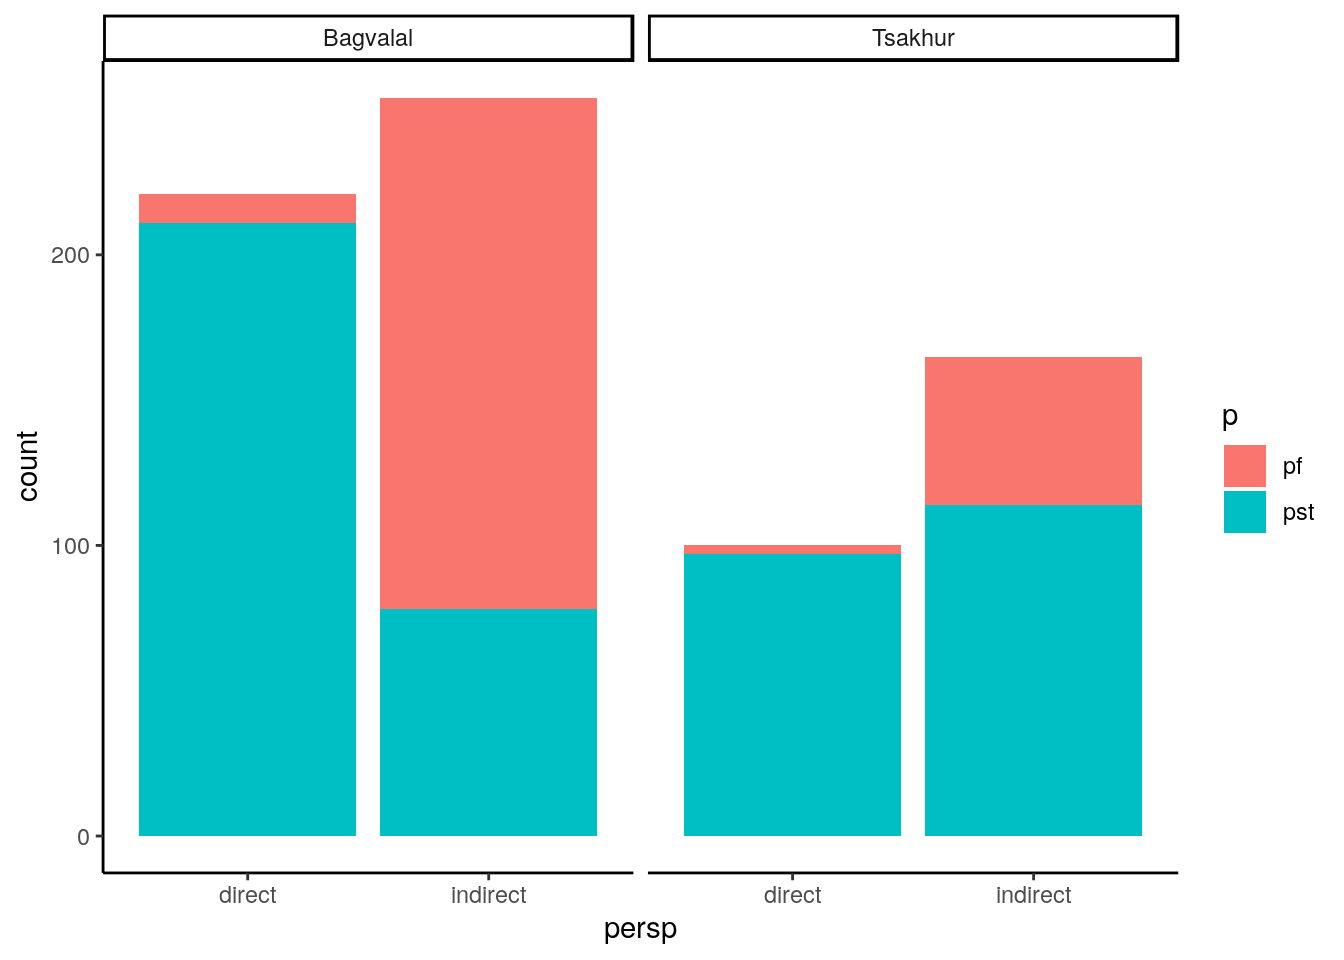 Bagvalal
Tsakhur
count
200
100
0
direct
indirect
direct
indirect
persp
p
pf
pst